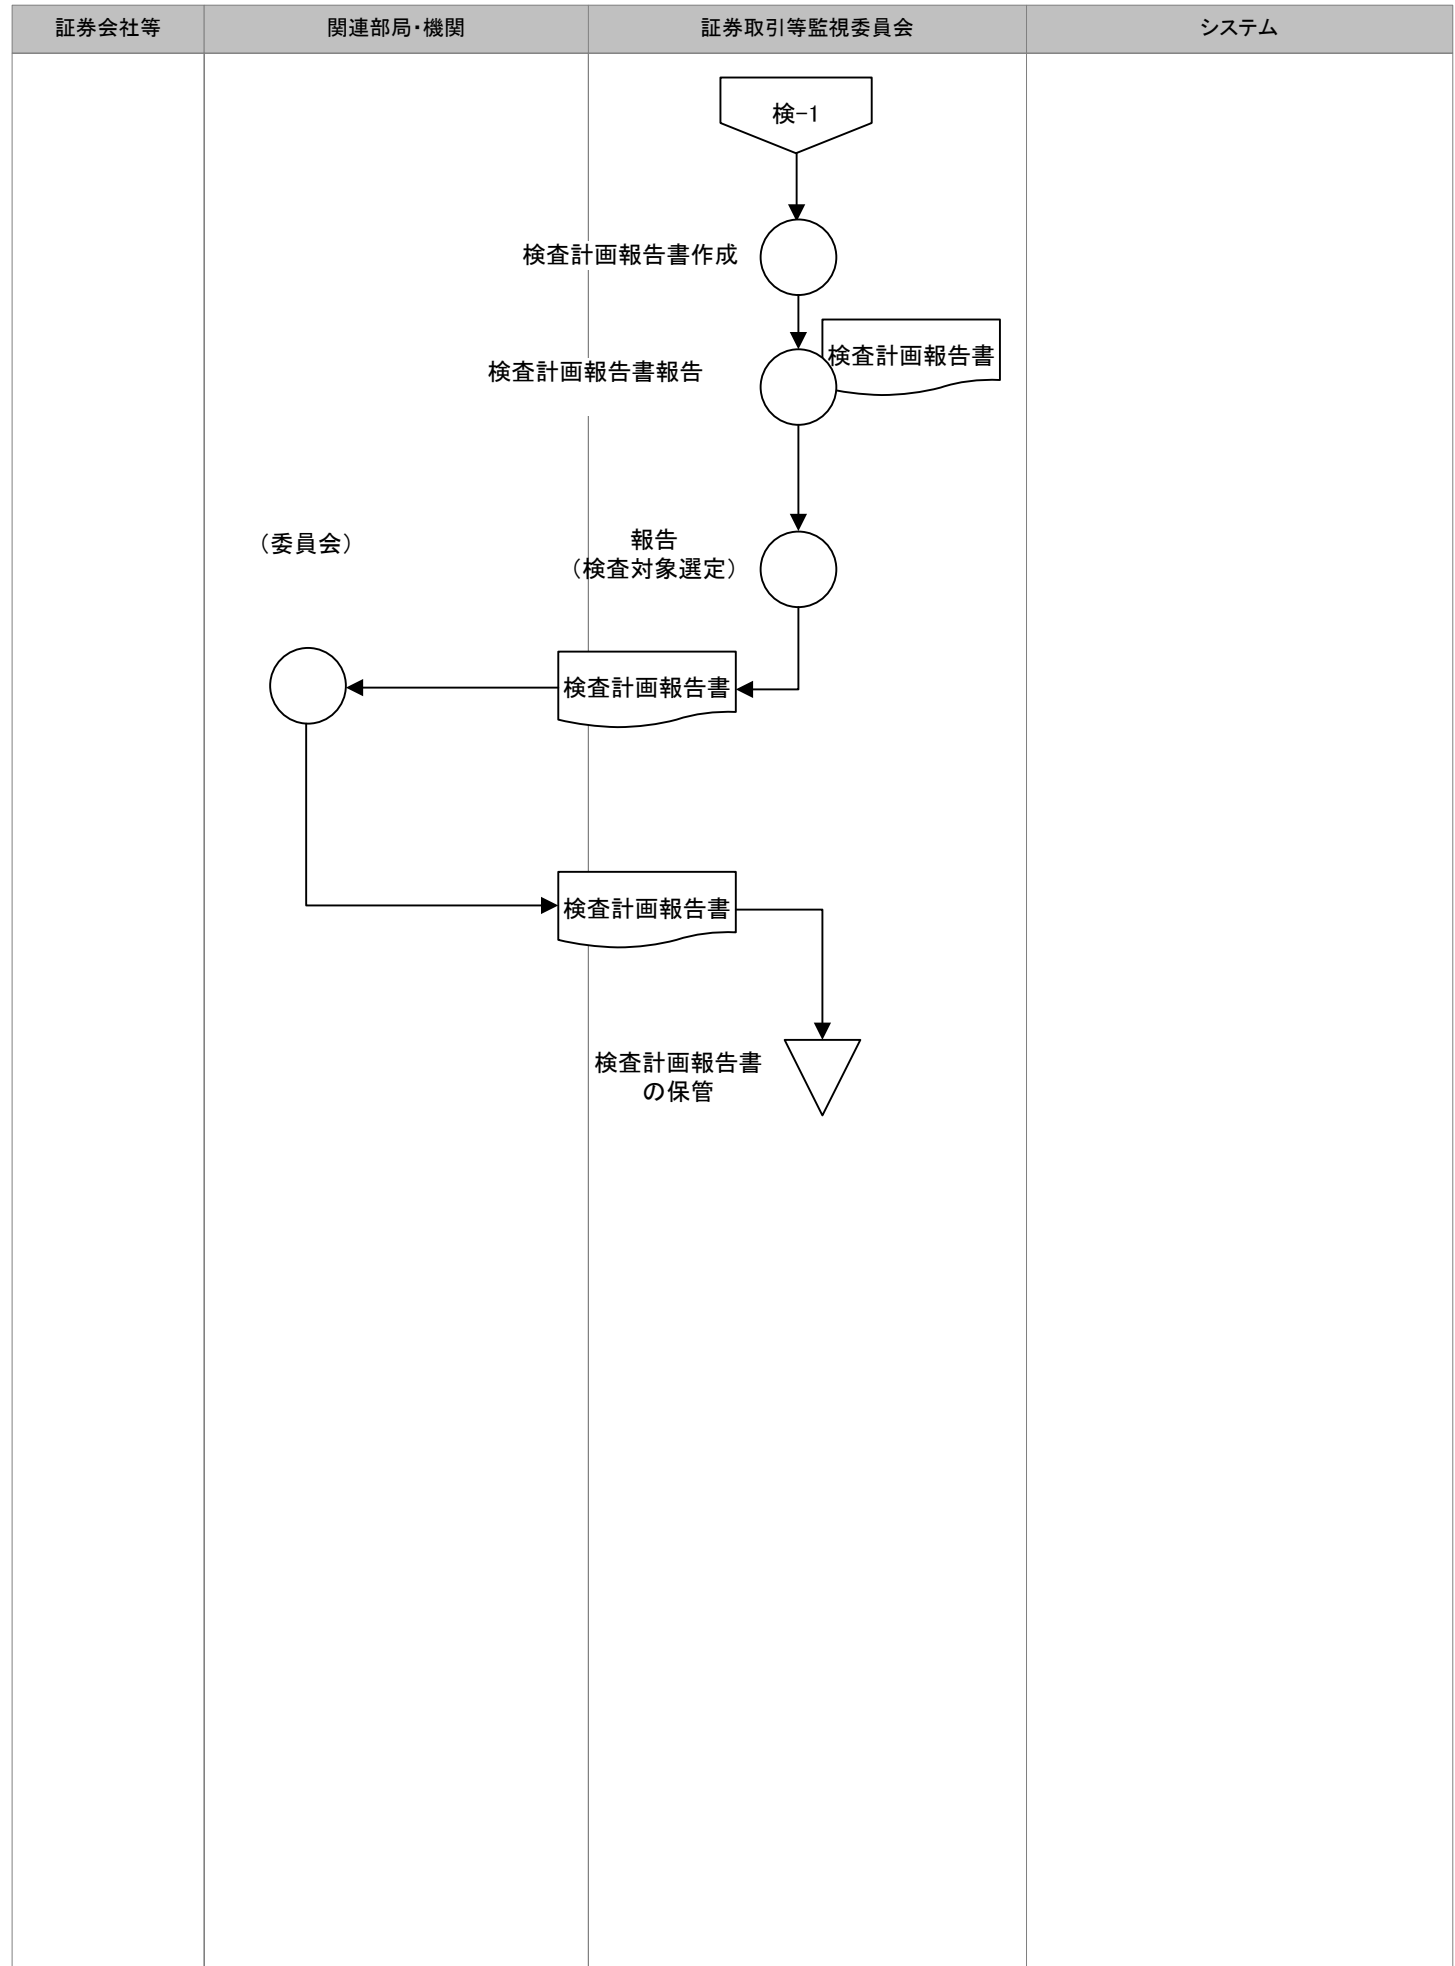 証券会社等
関連部局・機関
証券取引等監視委員会
システム
検-1
検査計画報告書作成
検査計画報告書
検査計画報告書報告
（委員会）
報告
（検査対象選定）
検査計画報告書
検査計画報告書
検査計画報告書
の保管